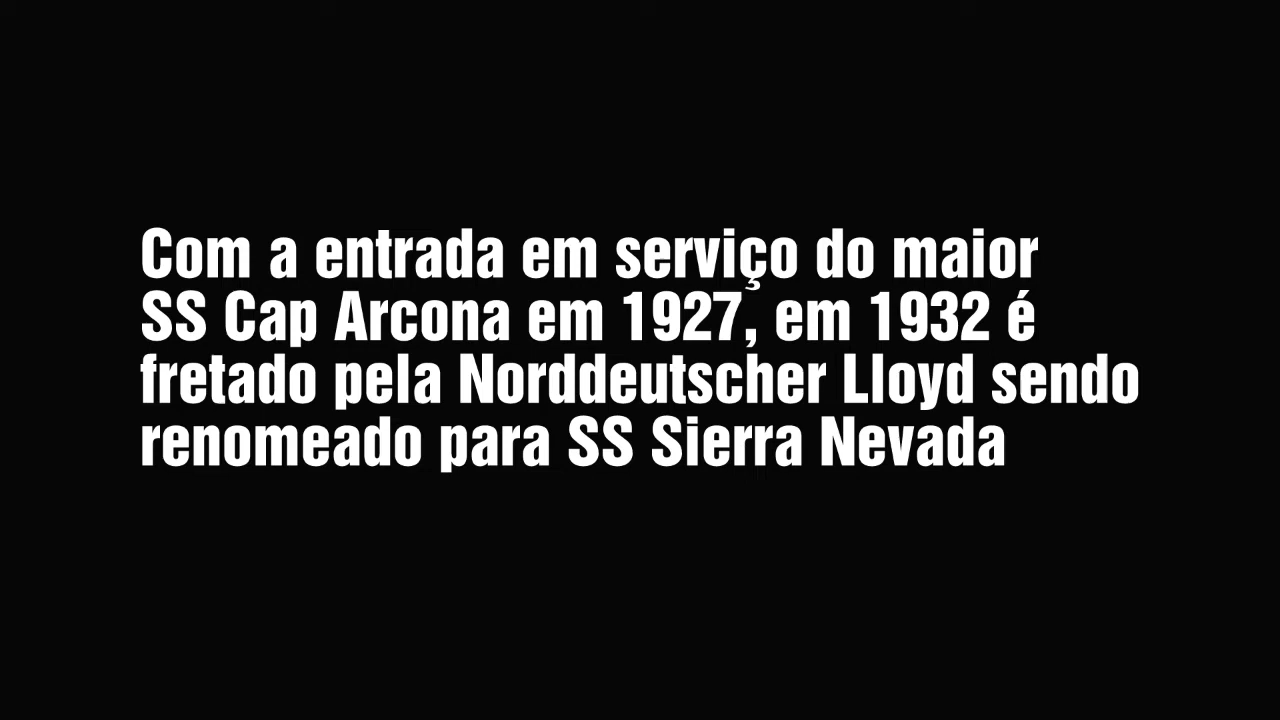 Com a entrada em serviço do maior
SS Cap Arcona em 1927, em 1932 é
fretado pela Norddeutscher Lloyd sendo
renomeado para SS Sierra Nevada